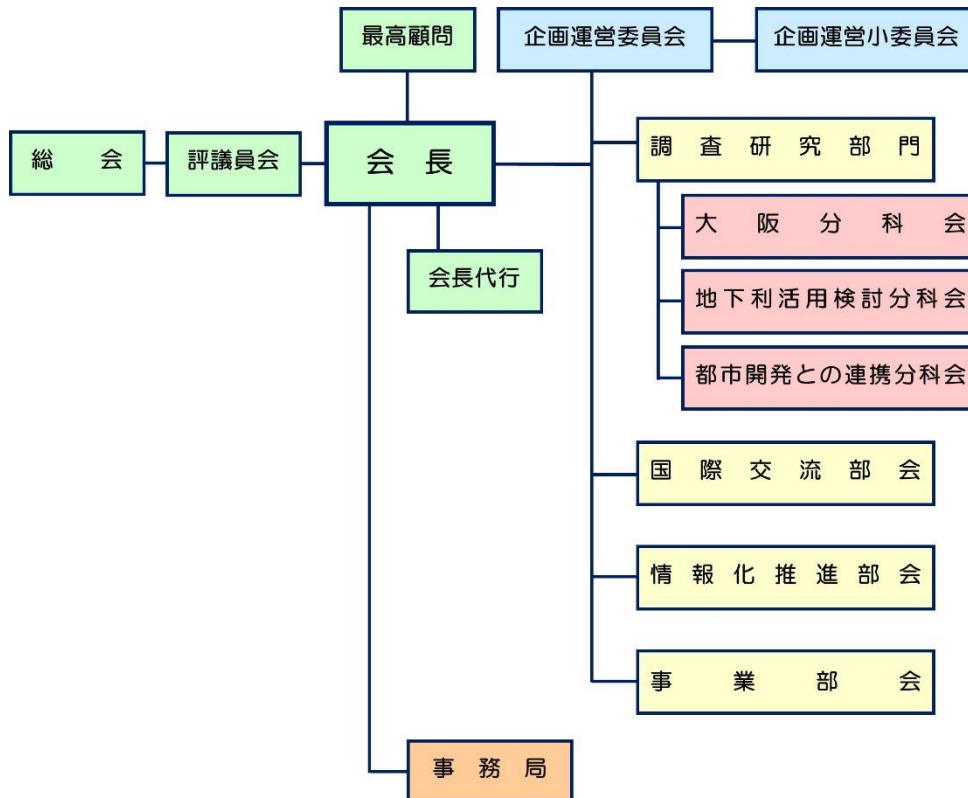 最高顧問
企画運営委員会
企画運営小委員会
総会
評議員会
会長
会長代行
調査研究部門
大阪分科会
地下利活用検討分科会
都市開発との連携分科会
国際交流部会
情報化推進部会
事業部会
事務局